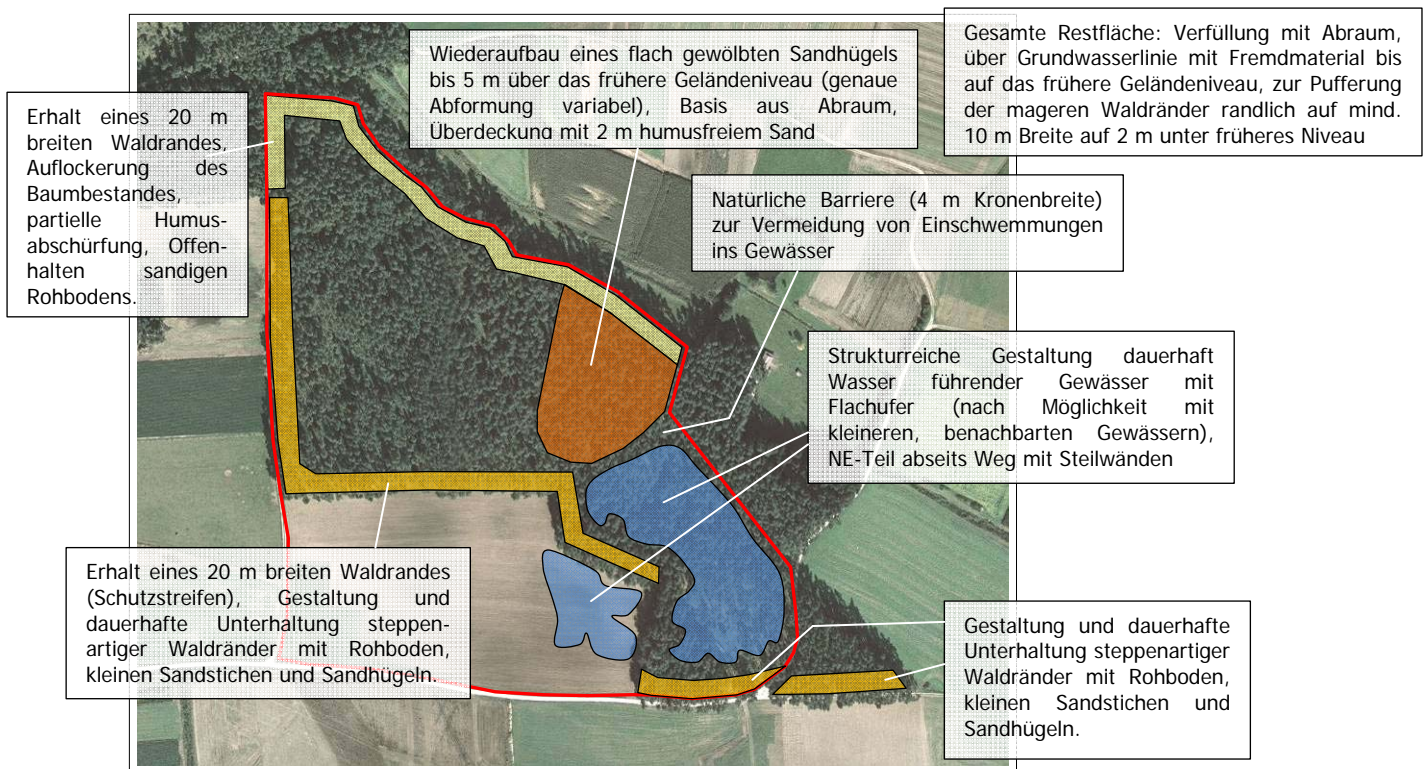 Wiederaufbau eines flach gewölbten Sandhügels
bis 5 m über das frühere Geländeniveau (genaue
Abformung variabel), Basis aus Abraum,
Überdeckung mit 2 m humusfreiem Sand
Gesamte Restfläche: Verfüllung mit Abraum,
über Grundwasserlinie mit Fremdmaterial bis
auf das frühere Geländeniveau, zur Pufferung
der mageren Waldränder randlich auf mind.
10 m Breite auf 2 m unter früheres Niveau
Erhalt eines 20 m
breiten Waldrandes,
Auflockerung des
Baumbestandes,
partielle Humus-
abschürfung, Offen-
halten sandigen
Rohbodens.
Natürliche Barriere (4 m Kronenbreite)
zur Vermeidung von Einschwemmungen
ins Gewässer
Strukturreiche Gestaltung dauerhaft
Wasser führender Gewässer mit
Flachufer (nach Möglichkeit mit
kleineren, benachbarten Gewässern),
NE-Teil abseits Weg mit Steilwänden
Erhalt eines 20 m breiten Waldrandes
(Schutzstreifen), Gestaltung und
dauerhafte Unterhaltung steppen-
artiger Waldränder mit Rohboden,
kleinen Sandstichen und Sandhügeln.
Gestaltung und dauerhafte
Unterhaltung steppenartiger
Waldränder mit Rohboden,
kleinen Sandstichen und
Sandhügeln.